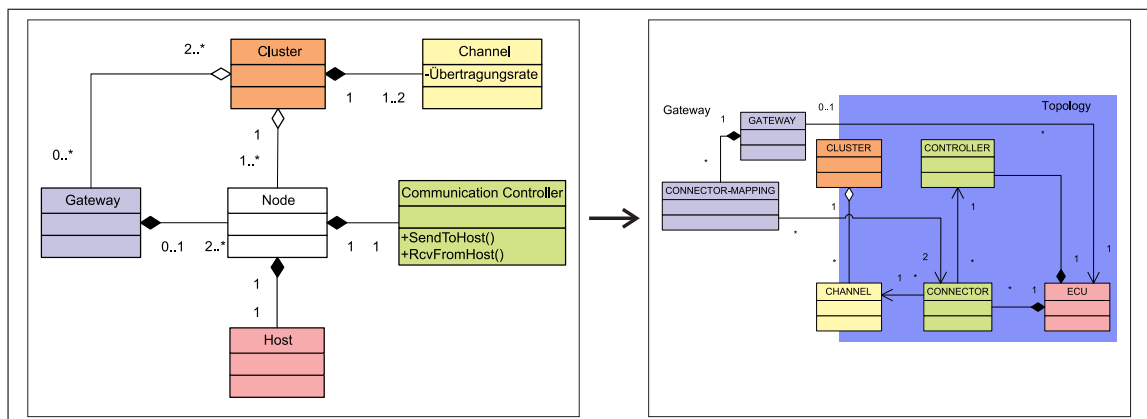 2..*
Cluster
Channel
-Übertragungsrate
1
1..2
1
0..*
1..*
Gateway
Node
Communication Controller
+SendToHost()
+RcvFromHost()
0..1
2..*
1
1
1
1
Host
Gateway
0..1
Topology
1
GATEWAY
*
CLUSTER
CONTROLLER
*
CONNECTOR-MAPPING
1
1
*
2
1
1
*
*
1
*
*
1
CHANNEL
CONNECTOR
ECU